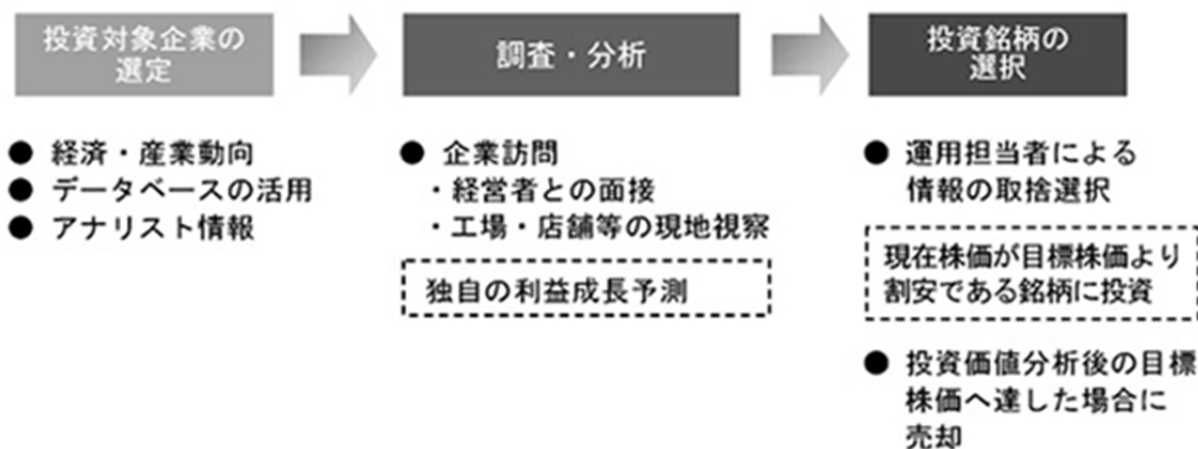 投資対象企業の
選定
調査・分析
投資銘柄の
選択
● 経済・産業動向
● データベースの活用
● アナリスト情報
● 企業訪問
・経営者との面接
・工場・店舗等の現地視察
独自の利益成長予測
● 運用担当者による
情報の取捨選択
現在株価が目標株価より
割安である銘柄に投資
● 投資価値分析後の目標
株価へ達した場合に
売却